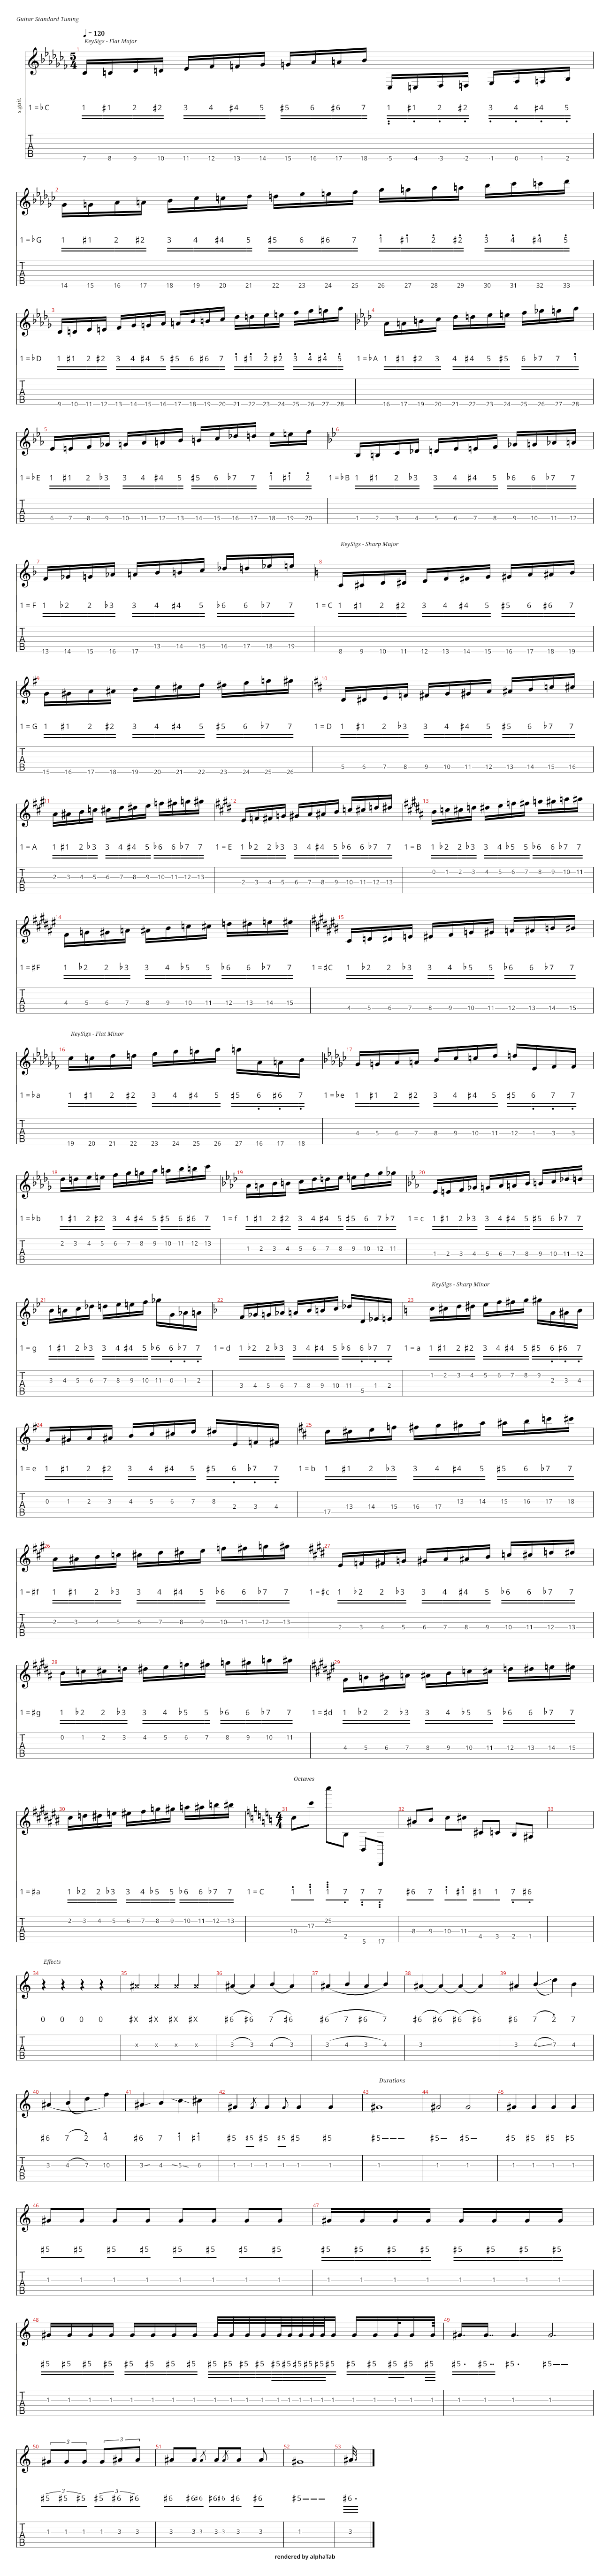 Guitar Standard Tuning
♩ = 120
KeySigs - Flat Major
s.guit.
1 = ♭C 1 ♯1 2 ♯2 3 4 ♯4 5 ♯5 6 ♯6 7 1 ♯1 2 ♯2 3 4 ♯4 5
7 8 9 10 11 12 13 14 15 16 17 18 -5 -4 -3 -2 -1 0 1 2
1 = ♭G 1 ♯1 2 ♯2 3 4 ♯4 5 ♯5 6 ♯6 7 1 ♯1 2 ♯2 3 4 ♯4 5
14 15 16 17 18 19 20 21 22 23 24 25 26 27 28 29 30 31 32 33
1 = ♭D 1 ♯1 2 ♯2 3 4 ♯4 5 ♯5 6 ♯6 7 1 ♯1 2 ♯2 3 4 ♯4 5 1 = ♭A 1 ♯1 ♯2 3 4 ♯4 5 ♯5 6 ♭7 7 1
9 10 11 12 13 14 15 16 17 18 19 20 21 22 23 24 25 26 27 28 16 17 19 20 21 22 23 24 25 26 27 28
1 = ♭E 1 ♯1 2 ♭3 3 4 ♯4 5 ♯5 6 ♭7 7 1 ♯1 2 1 = ♭B 1 ♯1 2 ♭3 3 4 ♯4 5 ♭6 6 ♭7 7
6 7 8 9 10 11 12 13 14 15 16 17 18 19 20 1 2 3 4 5 6 7 8 9 10 11 12
KeySigs - Sharp Major
1 = F 1 ♭2 2 ♭3 3 4 ♯4 5 ♭6 6 ♭7 7 1 = C 1 ♯1 2 ♯2 3 4 ♯4 5 ♯5 6 ♯6 7
13 14 15 16 17 13 14 15 16 17 18 19 8 9 10 11 12 13 14 15 16 17 18 19
1 = G 1 ♯1 2 ♯2 3 4 ♯4 5 ♯5 6 ♭7 7 1 = D 1 ♯1 2 ♭3 3 4 ♯4 5 ♯5 6 ♭7 7
15 16 17 18 19 20 21 22 23 24 25 26 5 6 7 8 9 10 11 12 13 14 15 16
1 = A 1 ♯1 2 ♭3 3 4 ♯4 5 ♭6 6 ♭7 7 1 = E 1 ♭2 2 ♭3 3 4 ♯4 5 ♭6 6 ♭7 7 1 = B 1 ♭2 2 ♭3 3 4 ♭5 5 ♭6 6 ♭7 7
2 3 4 5 6 7 8 9 10 11 12 13 2 3 4 5 6 7 8 9 10 11 12 13 0 1 2 3 4 5 6 7 8 9 10 11
1 = ♯F 1 ♭2 2 ♭3 3 4 ♭5 5 ♭6 6 ♭7 7 1 = ♯C 1 ♭2 2 ♭3 3 4 ♭5 5 ♭6 6 ♭7 7
4 5 6 7 8 9 10 11 12 13 14 15 4 5 6 7 8 9 10 11 12 13 14 15
KeySigs - Flat Minor
1 = ♭a 1 ♯1 2 ♯2 3 4 ♯4 5 ♯5 6 ♯6 7 1 = ♭e 1 ♯1 2 ♯2 3 4 ♯4 5 ♯5 6 7 7
19 20 21 22 23 24 25 26 27 16 17 18 4 5 6 7 8 9 10 11 12 1 3 3
1 = ♭b 1 ♯1 2 ♯2 3 4 ♯4 5 ♯5 6 ♯6 7 1 = f 1 ♯1 2 ♯2 3 4 ♯4 5 ♯5 6 7 ♭7 1 = c 1 ♯1 2 ♭3 3 4 ♯4 5 ♯5 6 ♭7 7
2 3 4 5 6 7 8 9 10 11 12 13 1 2 3 4 5 6 7 8 9 10 12 11 1 2 3 4 5 6 7 8 9 10 11 12
KeySigs - Sharp Minor
1 = g 1 ♯1 2 ♭3 3 4 ♯4 5 ♭6 6 ♭7 7 1 = d 1 ♭2 2 ♭3 3 4 ♯4 5 ♭6 6 ♭7 7 1 = a 1 ♯1 2 ♯2 3 4 ♯4 5 ♯5 6 ♯6 7
3 4 5 6 7 8 9 10 11 0 1 2 3 4 5 6 7 8 9 10 11 5 1 2 1 2 3 4 5 6 7 8 9 2 3 4
1 = e 1 ♯1 2 ♯2 3 4 ♯4 5 ♯5 6 ♭7 7 1 = b 1 ♯1 2 ♭3 3 4 ♯4 5 ♯5 6 ♭7 7
0 1 2 3 4 5 6 7 8 2 3 4 17 13 14 15 16 17 13 14 15 16 17 18
1 = ♯f 1 ♯1 2 ♭3 3 4 ♯4 5 ♭6 6 ♭7 7 1 = ♯c 1 ♭2 2 ♭3 3 4 ♯4 5 ♭6 6 ♭7 7
2 3 4 5 6 7 8 9 10 11 12 13 2 3 4 5 6 7 8 9 10 11 12 13
1 = ♯g 1 ♭2 2 ♭3 3 4 ♭5 5 ♭6 6 ♭7 7 1 = ♯d 1 ♭2 2 ♭3 3 4 ♭5 5 ♭6 6 ♭7 7
0 1 2 3 4 5 6 7 8 9 10 11 4 5 6 7 8 9 10 11 12 13 14 15
Octaves
1 = ♯a 1 ♭2 2 ♭3 3 4 ♭5 5 ♭6 6 ♭7 7 1 = C 1 1 1 7 7 7 ♯6 7 1 ♯1 ♯1 1 7 ♯6
2 3 4 5 6 7 8 9 10 11 12 13 10 17 25 2 -5 -17 8 9 10 11 4 3 2 1
Effects
0 0 0 0 ♯X ♯X ♯X ♯X ♯6 6 7 ♯6 ♯6 7 ♯6 7 ♯6 ♯6 ♯6 ♯6 ♯6 7 2 7
x x x x 3 3 4 3 3 4 3 4 3 3 4 7 4
Durations
♯6 7 2 4 ♯6 7 1 ♯1 ♯5 ♯5 ♯5 ♯5 ♯5 ♯5 ♯5 ♯5 ♯5 ♯5 ♯5 ♯5 ♯5
3 4 7 10 3 4 5 6 1 1 1 1 1 1 1 1 1 1 1 1 1
♯5 ♯5 ♯5 ♯5 ♯5 ♯5 ♯5 ♯5 ♯5 ♯5 ♯5 ♯5 ♯5 ♯5 ♯5 ♯5
1 1 1 1 1 1 1 1 1 1 1 1 1 1 1 1
♯5 ♯5 ♯5 ♯5 ♯5 ♯5 ♯5 ♯5 ♯5 ♯5 ♯5 ♯5 ♯5 ♯5 ♯5 ♯5 ♯5 ♯5 ♯5 ♯5 ♯5 ♯5 ♯5 ♯5 ♯5 ♯5
1 1 1 1 1 1 1 1 1 1 1 1 1 1 1 1 1 1 1 1 1 1 1 1 1 1
♯5 ♯5 ♯5 ♯5 ♯6 ♯6 ♯6 ♯6 ♯6 ♯6 ♯6 ♯6 ♯6 ♯5 ♯6
1 1 1 1 3 3 3 3 1 3 3 3 3 1 3
rendered by alphaTab